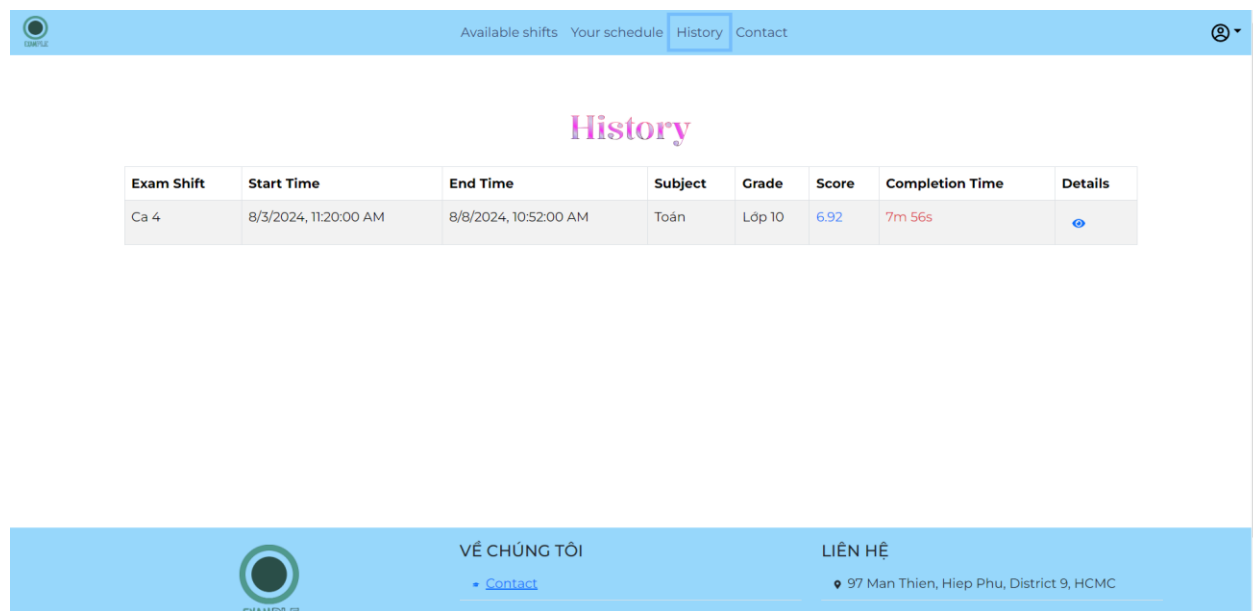 Available shifts Your schedule History Contact
History
Exam Shift Start Time End Time Subject Grade Score Completion Time Details
Ca 4 8/3/2024, 11:20:00 AM 8/8/2024, 10:52:00 AM Toán Lớp 10 6.92 7m 56s
VỀ CHÚNG TÔI
Contact
LIÊN HỆ
97 Man Thien, Hiep Phu, District 9, HCMC